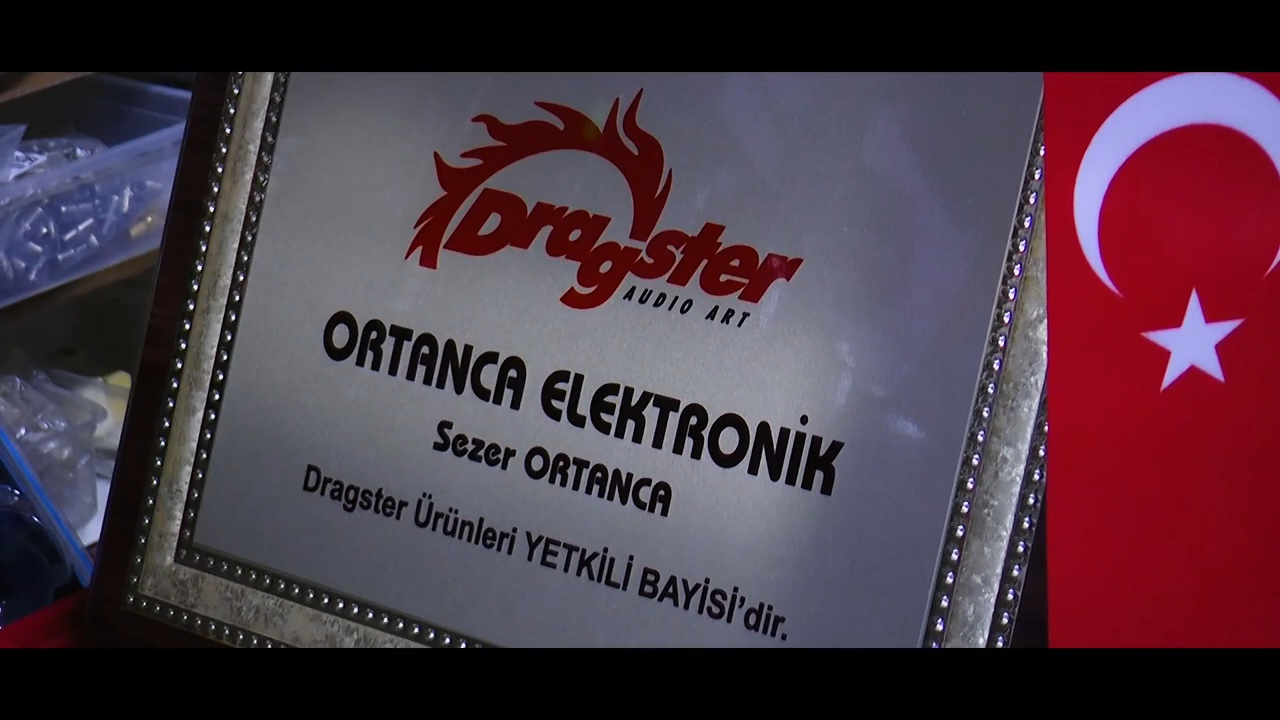 Dragster
AUDIO ART
ORTANCA ELEKTRONİK
Sezer ORTANCA
Dragster Ürünleri YETKİLİ BAYİSİ'dir.